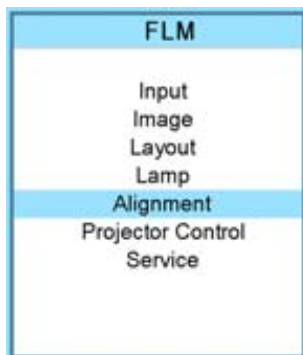 FLM
Input
Image
Layout
Lamp
Alignment
Projector Control
Service